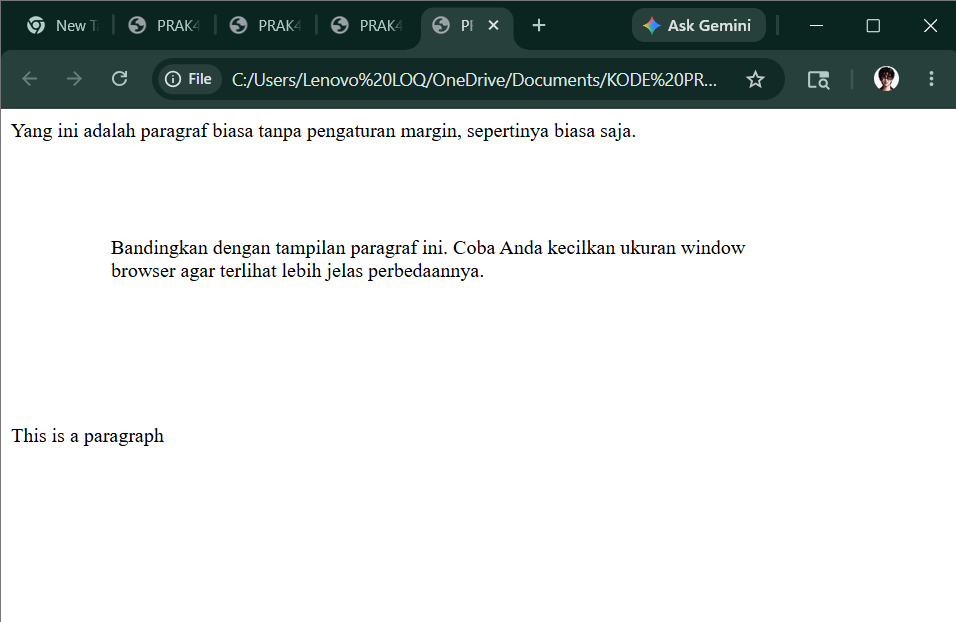 New T
PRAK4
PRAK4
PRAK4
Ask Gemini
File
C:/Users/Lenovo%20LOQ/OneDrive/Documents/KODE%20PR...
Yang ini adalah paragraf biasa tanpa pengaturan margin, sepertinya biasa saja.
Bandingkan dengan tampilan paragraf ini. Coba Anda kecilkan ukuran window
browser agar terlihat lebih jelas perbedaannya.
This is a paragraph